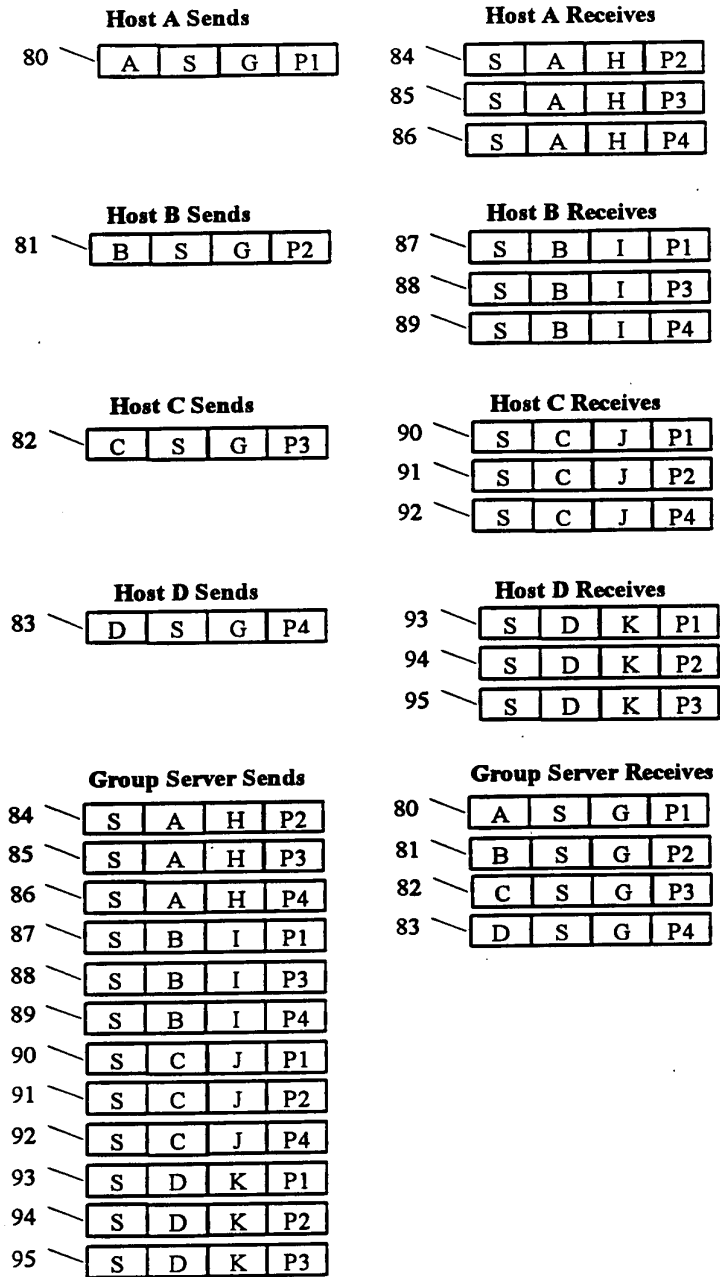 Host A Sends
80 A S G P1
Host A Receives
84 S A H P2
85 S A H P3
86 S A H P4
Host B Sends
81 B S G P2
Host B Receives
87 S B I P1
88 S B I P3
89 S B I P4
Host C Sends
82 C S G P3
Host C Receives
90 S C J P1
91 S C J P2
92 S C J P4
Host D Sends
83 D S G P4
Host D Receives
93 S D K P1
94 S D K P2
95 S D K P3
Group Server Sends
84 S A H P2
85 S A H P3
86 S A H P4
87 S B I P1
88 S B I P3
89 S B I P4
90 S C J P1
91 S C J P2
92 S C J P4
93 S D K P1
94 S D K P2
95 S D K P3
Group Server Receives
80 A S G P1
81 B S G P2
82 C S G P3
83 D S G P4